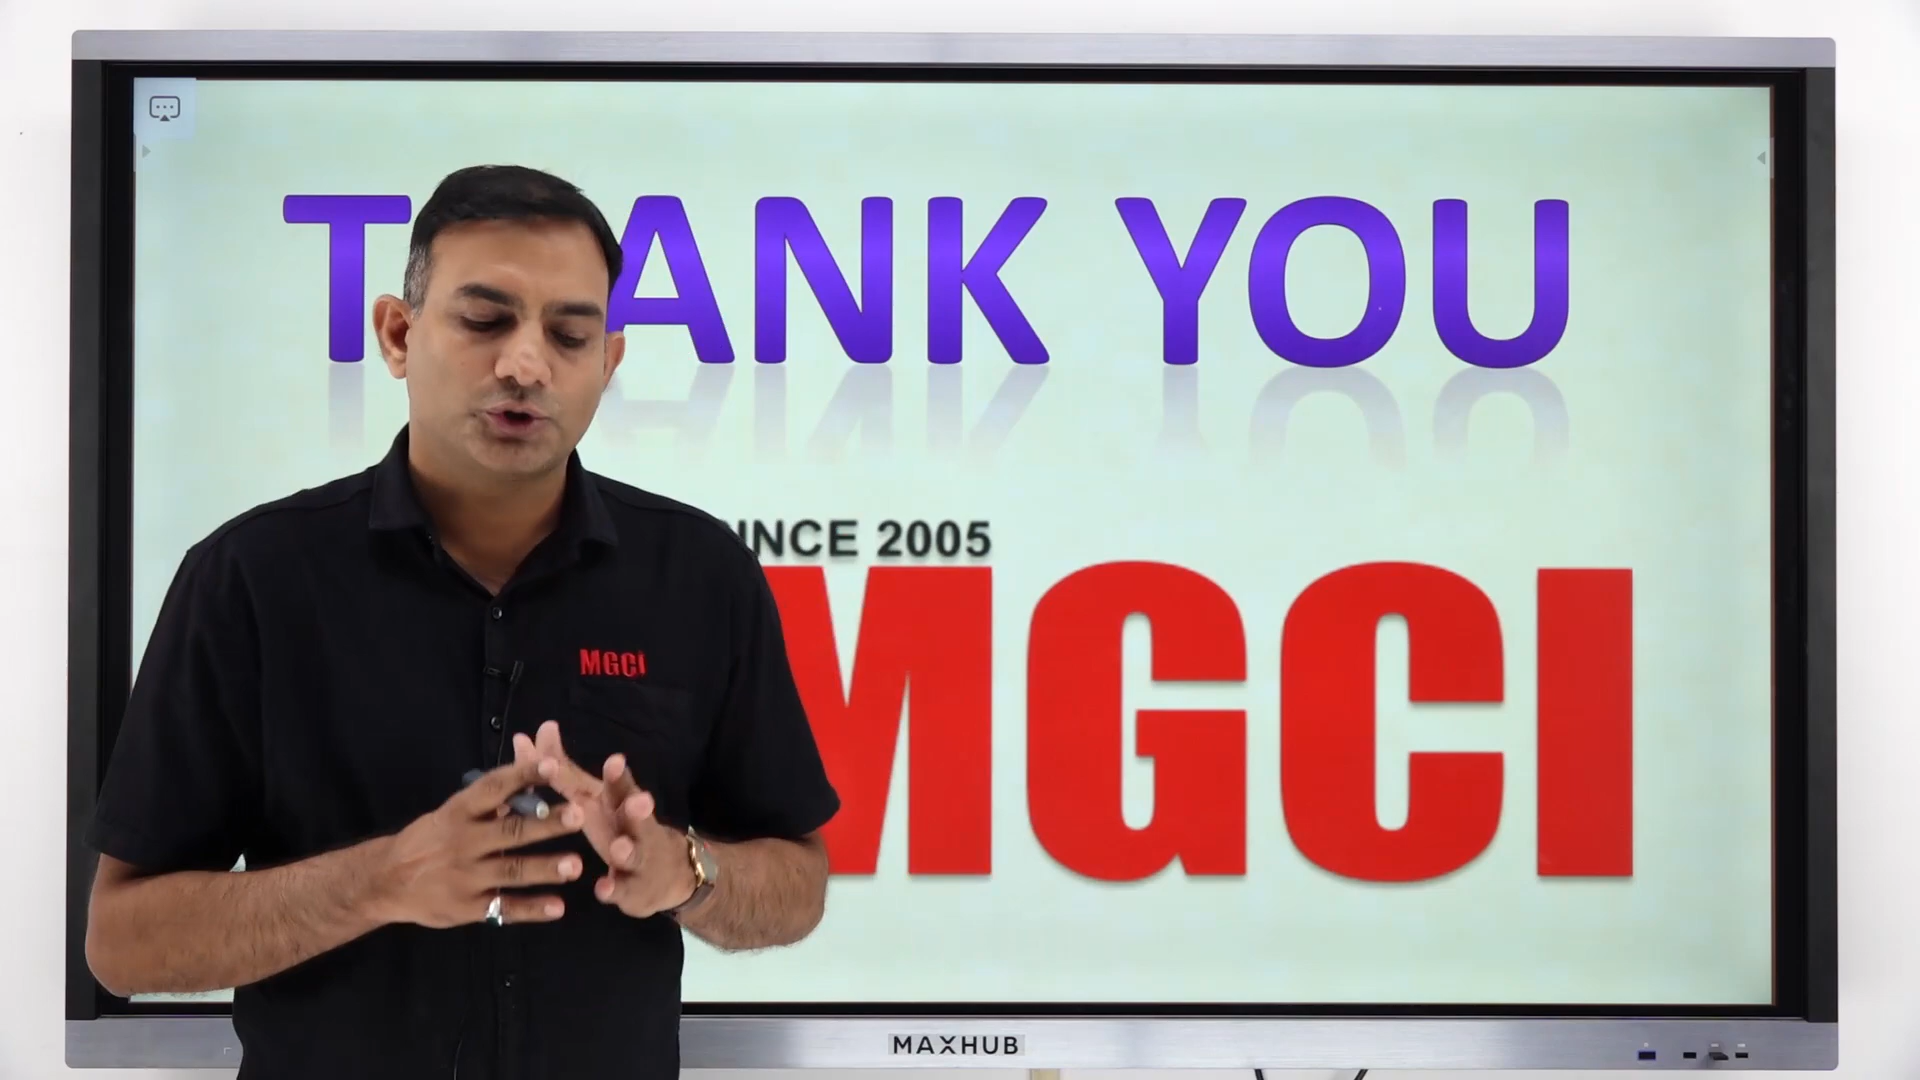 T ANK YOU
INCE 2005
MGCI
MGCI
MAXHUB